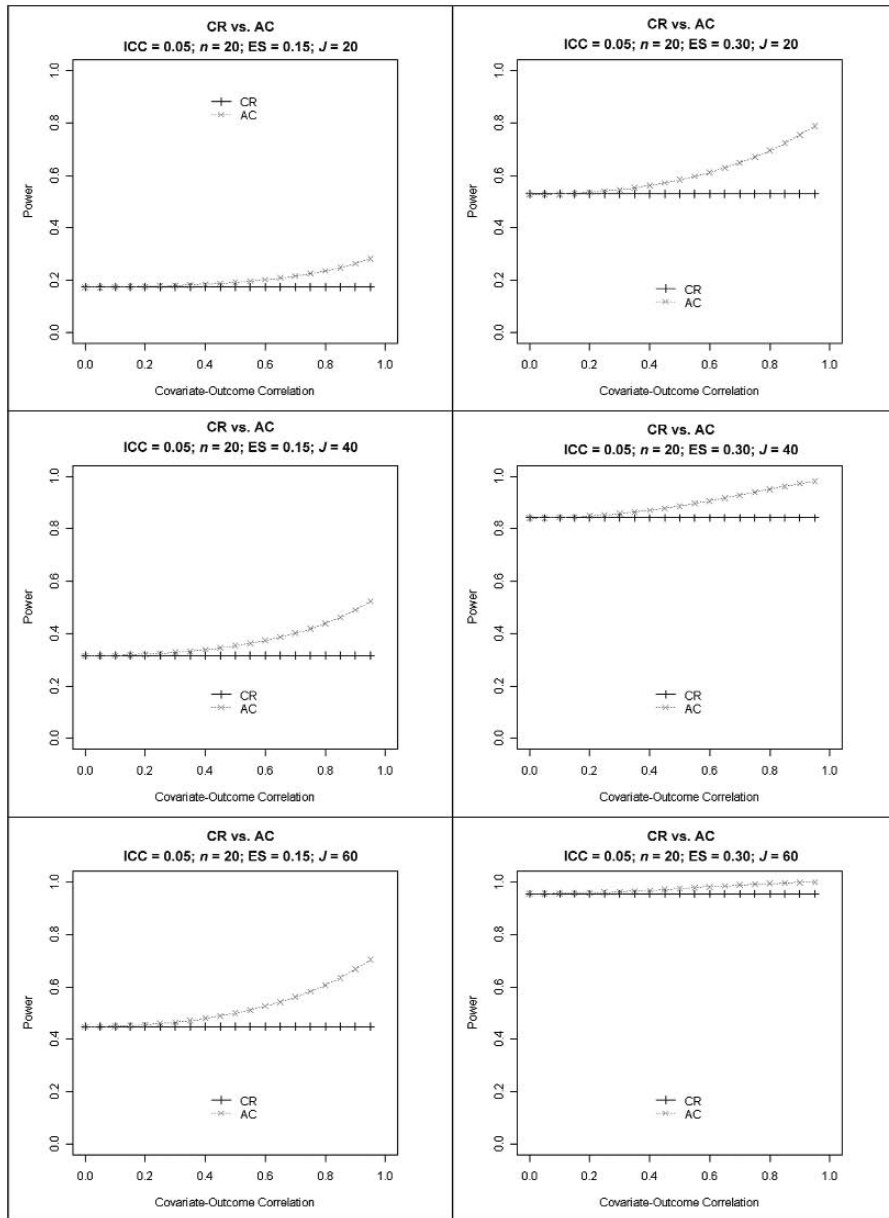 CR vs. AC
ICC = 0.05; n = 20; ES = 0.15; J = 20
CR
AC
Power
0.0 0.2 0.4 0.6 0.8 1.0
0.0 0.2 0.4 0.6 0.8 1.0
Covariate-Outcome Correlation
CR vs. AC
ICC = 0.05; n = 20; ES = 0.30; J = 20
CR
AC
Power
0.0 0.2 0.4 0.6 0.8 1.0
0.0 0.2 0.4 0.6 0.8 1.0
Covariate-Outcome Correlation
CR vs. AC
ICC = 0.05; n = 20; ES = 0.15; J = 40
CR
AC
Power
0.0 0.2 0.4 0.6 0.8 1.0
0.0 0.2 0.4 0.6 0.8 1.0
Covariate-Outcome Correlation
CR vs. AC
ICC = 0.05; n = 20; ES = 0.30; J = 40
CR
AC
Power
0.0 0.2 0.4 0.6 0.8 1.0
0.0 0.2 0.4 0.6 0.8 1.0
Covariate-Outcome Correlation
CR vs. AC
ICC = 0.05; n = 20; ES = 0.15; J = 60
CR
AC
Power
0.0 0.2 0.4 0.6 0.8 1.0
0.0 0.2 0.4 0.6 0.8 1.0
Covariate-Outcome Correlation
CR vs. AC
ICC = 0.05; n = 20; ES = 0.30; J = 60
CR
AC
Power
0.0 0.2 0.4 0.6 0.8 1.0
0.0 0.2 0.4 0.6 0.8 1.0
Covariate-Outcome Correlation